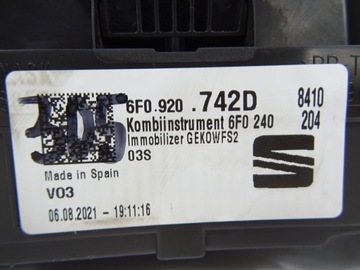 6F0.920 .742D 8410
Kombiinstrument 6F0 240 204
Immobilizer GEKOWFS2
03S
Made in Spain
V03
06.08.2021 - 19:11:16